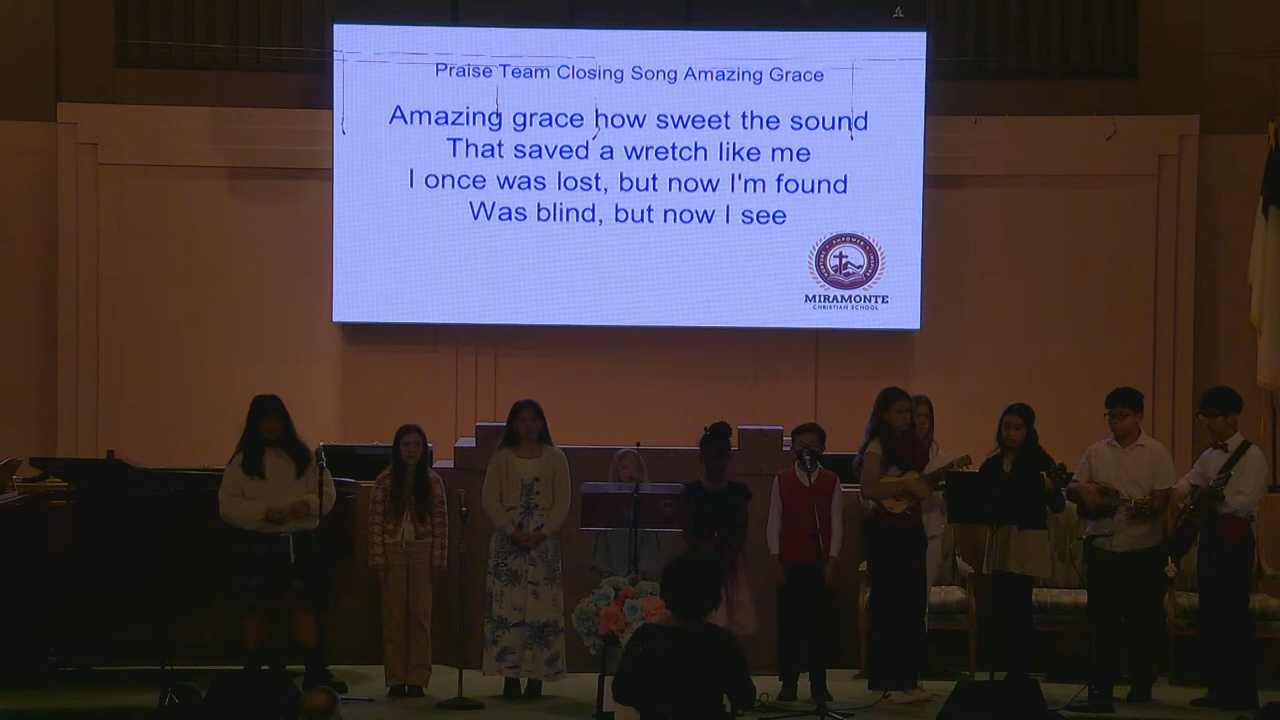 Praise Team Closing Song Amazing Grace
Amazing grace how sweet the sound
That saved a wretch like me
I once was lost, but now I'm found
Was blind, but now I see
EMPOWER
MIRAMONTE
CHRISTIAN SCHOOL